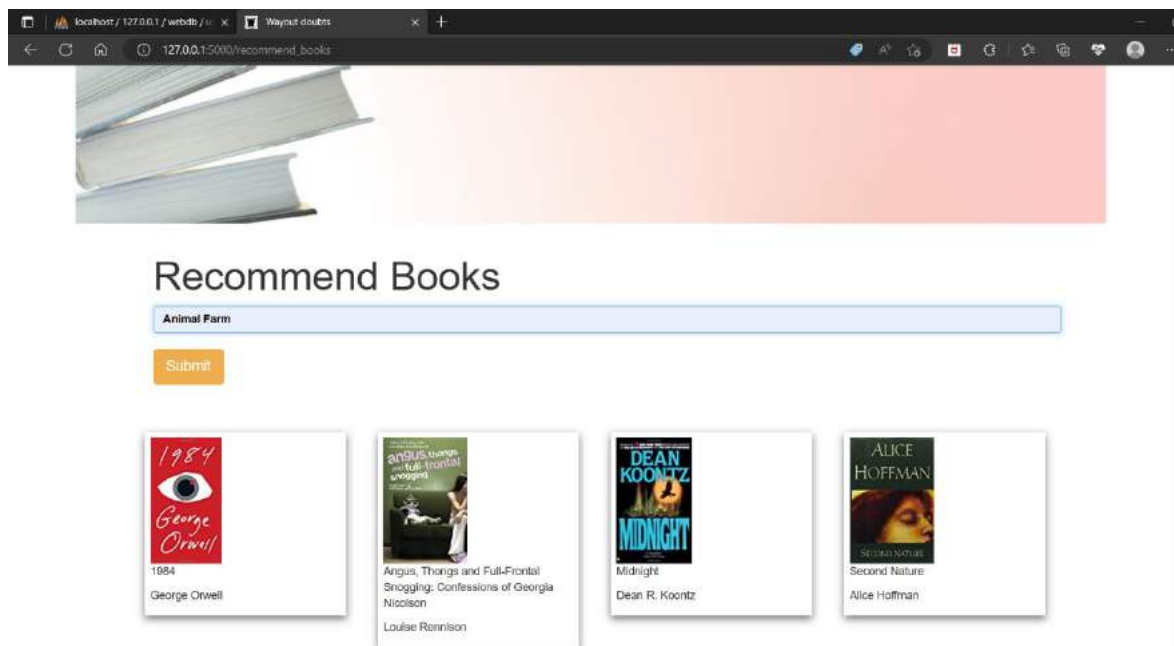 localhost / 127.0.0.1 / webdb / u
Wayout doubts
127.0.0.1:5000/recommend_books
Recommend Books
Animal Farm
Submit
1984
George
Orwell
1984
George Orwell
angus, thongs
and full-frontal
snogging
Angus, Thongs and Full-Frontal
Snogging: Confessions of Georgia
Nicolson
Louise Rennison
DEAN
KOONTZ
MIDNIGHT
Midnight
Dean R. Koontz
ALICE
HOFFMAN
SECOND NATURE
Second Nature
Alice Hoffman